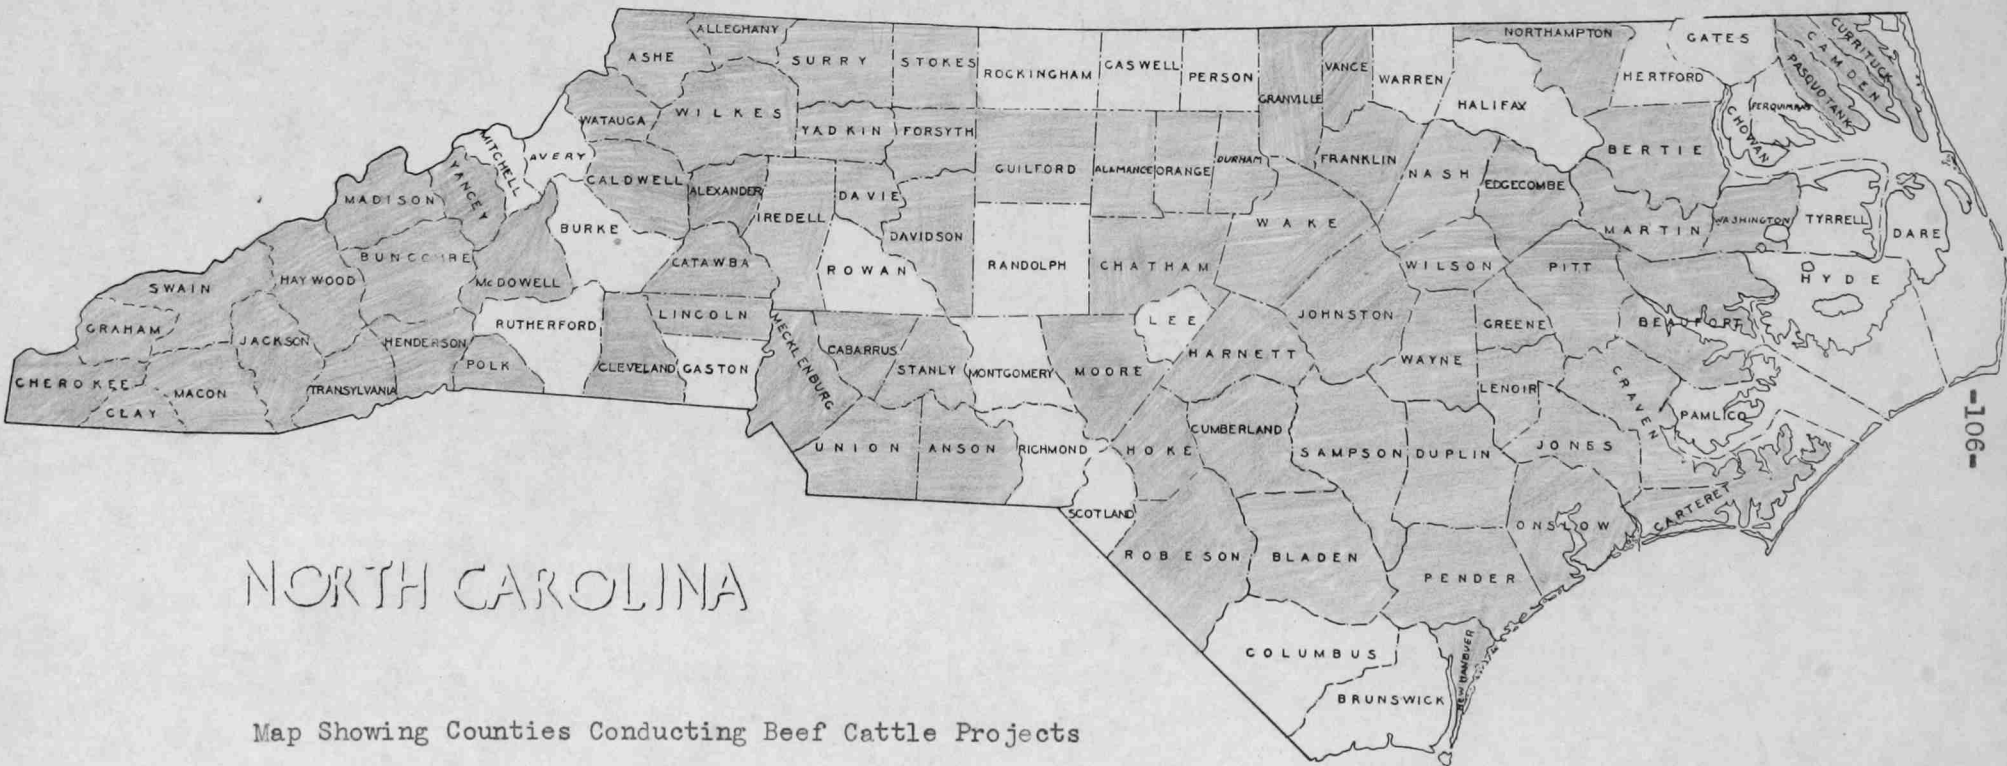 ALLEGHANY
ASHE
SURRY
STOKES
ROCKINGHAM
CASWELL
PERSON
GRANVILLE
VANCE
WARREN
NORTHAMPTON
GATES
HERTFORD
HALIFAX
CURRITUCK
CAMDEN
PASQUOTANK
PERQUIMANS
CHOWAN
WATAUGA
WILKES
YADKIN
FORSYTH
GUILFORD
ALAMANCE
ORANGE
DURHAM
FRANKLIN
NASH
EDGECOMBE
BERTIE
MITCHELL
AVERY
CALDWELL
ALEXANDER
IREDELL
DAVIE
DAVIDSON
WAKE
MARTIN
WASHINGTON
TYRRELL
DARE
MADISON
YANCEY
BURKE
BUNCOMBE
McDOWELL
CATAWBA
ROWAN
RANDOLPH
CHATHAM
WILSON
PITT
HYDE
SWAIN
HAYWOOD
GRAHAM
JACKSON
HENDERSON
RUTHERFORD
LINCOLN
MECKLENBURG
CABARRUS
STANLY
MONTGOMERY
MOORE
LEE
HARNETT
JOHNSTON
WAYNE
GREENE
BEAUFORT
CHEROKEE
CLAY
MACON
TRANSYLVANIA
POLK
CLEVELAND
GASTON
LENOIR
CRAVEN
PAMLICO
UNION
ANSON
RICHMOND
HOKE
CUMBERLAND
SAMPSON
DUPLIN
JONES
SCOTLAND
ROBESON
BLADEN
PENDER
ONSLOW
CARTERET
COLUMBUS
BRUNSWICK
NEW HANOVER
-106-
NORTH CAROLINA
Map Showing Counties Conducting Beef Cattle Projects